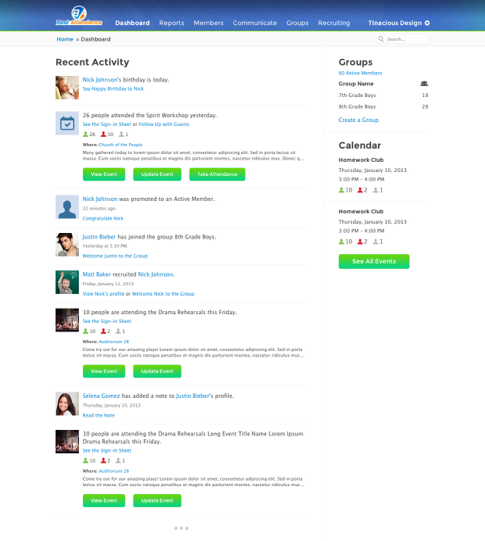 Dashboard Reports Members Communicate Groups Recruiting Tinacious Design
Home » Dashboard
Search...
Recent Activity
Nick Johnson's birthday is today.
Say Happy Birthday to Nick
26 people attended the Spirit Workshop yesterday.
See the Sign-in Sheet or Follow Up with Guests
26 10 1
Where: Church of the People
Many gathered today to lorem ipsum dolor sit amet, consectetur adipiscing elit. Sed in porta lectus sit
massa. Cum sociis natoque penatibus et magnis dis parturient montes, nascetur ridiculus mus. Donec q...
View Event Update Event Take Attendance
Nick Johnson was promoted to an Active Member.
22 minutes ago
Congratulate Nick
Justin Bieber has joined the group 8th Grade Boys.
Yesterday at 3:30 PM
Welcome Justin to the Group
Matt Baker recruited Nick Johnson.
Friday, January 11, 2013
View Nick's profile or Welcome Nick to the Group
10 people are attending the Drama Rehearsals this Friday.
See the Sign-in Sheet
10 2 1
Where: Auditorium 28
Come try out for our amazing plays! Lorem ipsum dolor sit amet, consectetur adipiscing elit. Sed in porta
lectus sit massa. Cum sociis natoque penatibus et magnis dis parturient montes, nascetur ridiculus mus.
View Event Update Event
Selena Gomez has added a note to Justin Bieber's profile.
Thursday, January 10, 2013
Read the Note
10 people are attending the Drama Rehearsals Long Event Title Name Lorem Ipsum
Drama Rehearsals this Friday.
See the Sign-in Sheet
10 2 1
Where: Auditorium 28
Come try out for our amazing plays! Lorem ipsum dolor sit amet, consectetur adipiscing elit. Sed in porta
lectus sit massa. Cum sociis natoque penatibus et magnis dis parturient montes, nascetur ridiculus mus.
View Event Update Event
Groups
60 Active Members
Group Name
7th Grade Boys 18
8th Grade Boys 28
Create a Group
Calendar
Homework Club
Thursday, January 10, 2013
3:00 PM - 4:00 PM
10 2 1
Homework Club
Thursday, January 10, 2013
3:00 PM - 4:00 PM
10 2 1
See All Events